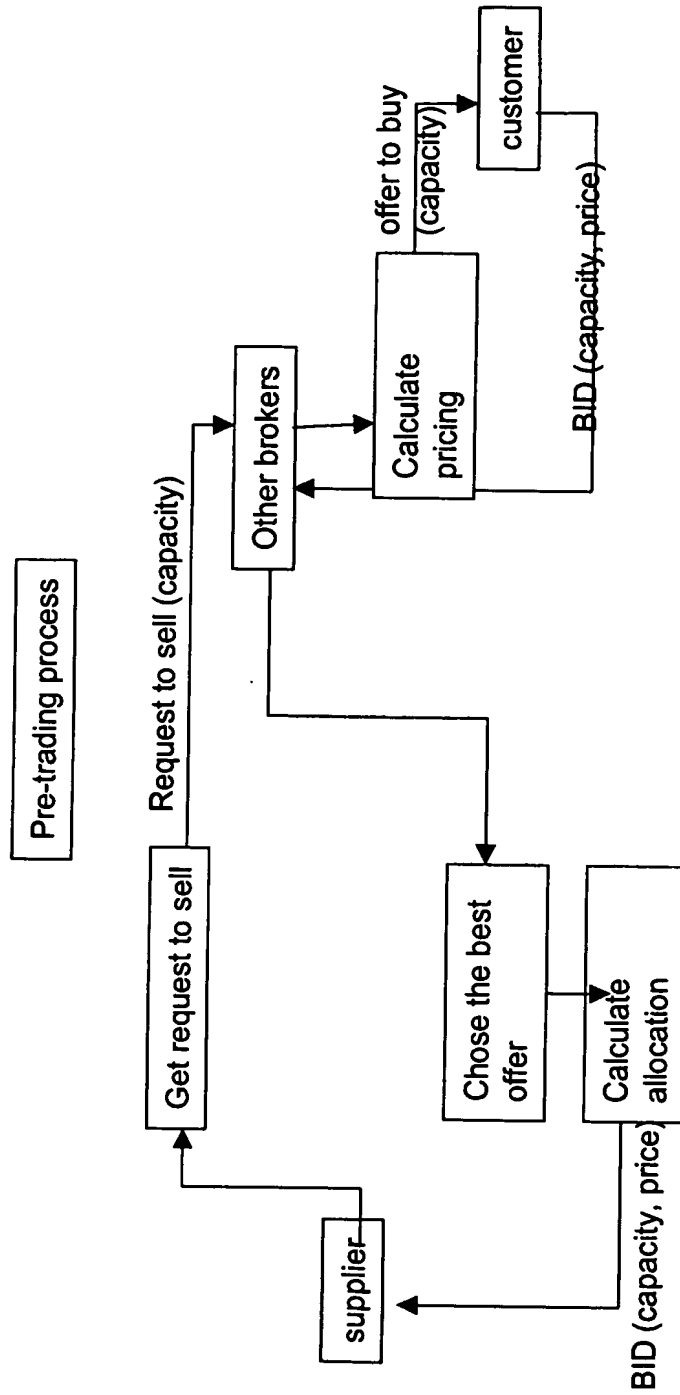 Pre-trading process
Get request to sell
Request to sell (capacity)
supplier
Other brokers
Calculate
pricing
offer to buy
(capacity)
customer
BID (capacity, price)
Chose the best
offer
Calculate
allocation
BID (capacity, price)